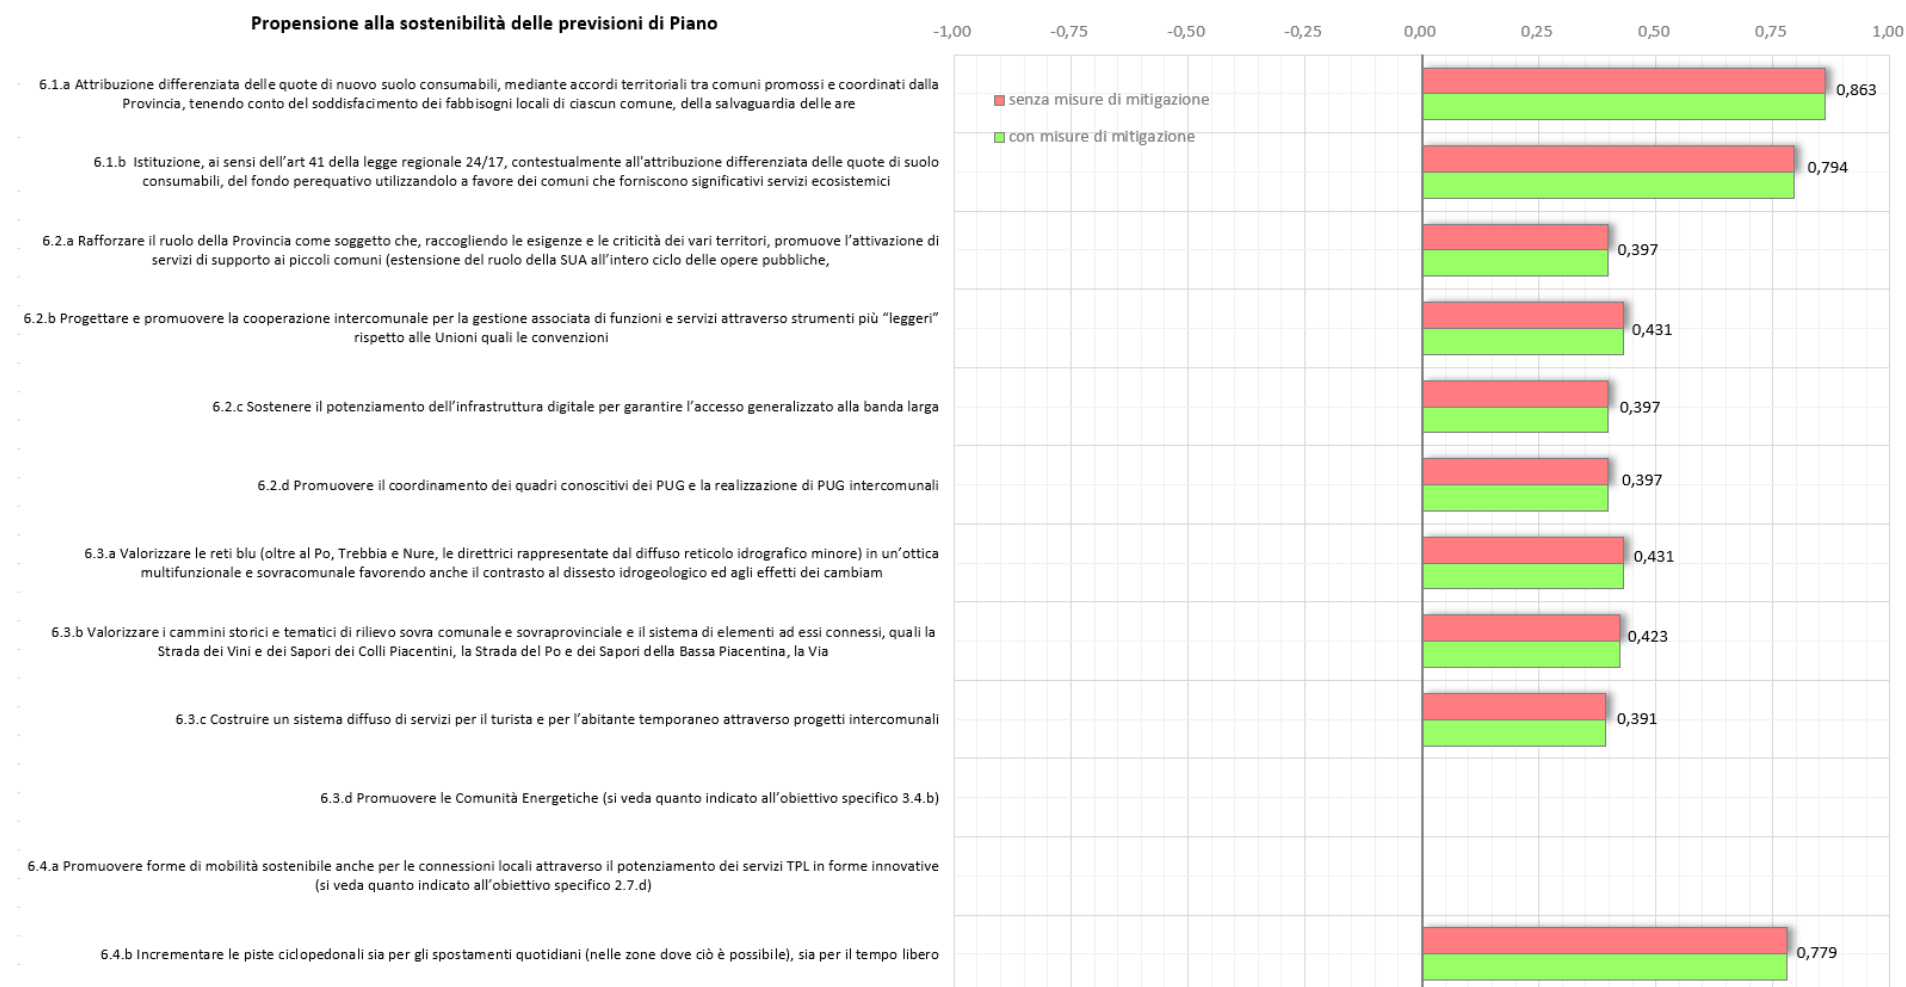 Propensione alla sostenibilità delle previsioni di Piano
-1,00 -0,75 -0,50 -0,25 0,00 0,25 0,50 0,75 1,00
senza misure di mitigazione
con misure di mitigazione
6.1.a Attribuzione differenziata delle quote di nuovo suolo consumabili, mediante accordi territoriali tra comuni promossi e coordinati dalla
Provincia, tenendo conto del soddisfacimento dei fabbisogni locali di ciascun comune, della salvaguardia delle are
0,863
6.1.b Istituzione, ai sensi dell’art 41 della legge regionale 24/17, contestualmente all'attribuzione differenziata delle quote di suolo
consumabili, del fondo perequativo utilizzandolo a favore dei comuni che forniscono significativi servizi ecosistemici
0,794
6.2.a Rafforzare il ruolo della Provincia come soggetto che, raccogliendo le esigenze e le criticità dei vari territori, promuove l’attivazione di
servizi di supporto ai piccoli comuni (estensione del ruolo della SUA all’intero ciclo delle opere pubbliche,
0,397
6.2.b Progettare e promuovere la cooperazione intercomunale per la gestione associata di funzioni e servizi attraverso strumenti più “leggeri”
rispetto alle Unioni quali le convenzioni
0,431
6.2.c Sostenere il potenziamento dell’infrastruttura digitale per garantire l’accesso generalizzato alla banda larga
0,397
6.2.d Promuovere il coordinamento dei quadri conoscitivi dei PUG e la realizzazione di PUG intercomunali
0,397
6.3.a Valorizzare le reti blu (oltre al Po, Trebbia e Nure, le direttrici rappresentate dal diffuso reticolo idrografico minore) in un’ottica
multifunzionale e sovracomunale favorendo anche il contrasto al dissesto idrogeologico ed agli effetti dei cambiam
0,431
6.3.b Valorizzare i cammini storici e tematici di rilievo sovra comunale e sovraprovinciale e il sistema di elementi ad essi connessi, quali la
Strada dei Vini e dei Sapori dei Colli Piacentini, la Strada del Po e dei Sapori della Bassa Piacentina, la Via
0,423
6.3.c Costruire un sistema diffuso di servizi per il turista e per l’abitante temporaneo attraverso progetti intercomunali
0,391
6.3.d Promuovere le Comunità Energetiche (si veda quanto indicato all’obiettivo specifico 3.4.b)
6.4.a Promuovere forme di mobilità sostenibile anche per le connessioni locali attraverso il potenziamento dei servizi TPL in forme innovative
(si veda quanto indicato all’obiettivo specifico 2.7.d)
6.4.b Incrementare le piste ciclopedonali sia per gli spostamenti quotidiani (nelle zone dove ciò è possibile), sia per il tempo libero
0,779